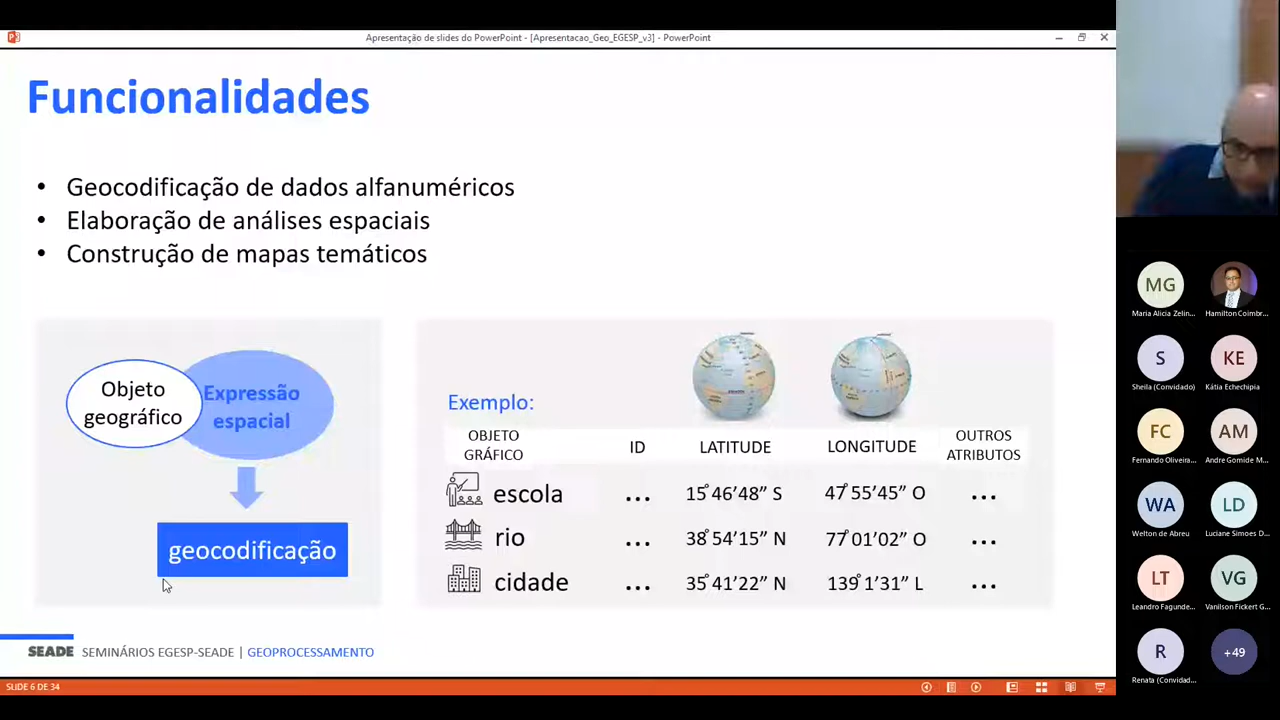 Apresentação de slides do PowerPoint - [Apresentacao_Geo_EGESP_v3] - PowerPoint
Funcionalidades
• Geocodificação de dados alfanuméricos
• Elaboração de análises espaciais
• Construção de mapas temáticos
Objeto
geográfico
Expressão
espacial
geocodificação
Exemplo:
OBJETO
GRÁFICO
ID
LATITUDE
LONGITUDE
OUTROS
ATRIBUTOS
escola ... 15°46'48” S 47°55'45” O ...
rio ... 38°54'15” N 77°01'02” O ...
cidade ... 35°41'22” N 139°1'31” L ...
SEADE SEMINÁRIOS EGESP-SEADE | GEOPROCESSAMENTO
SLIDE 6 DE 34
MG
Maria Alicia Zelin...
Hamilton Coimbr...
S
Sheila (Convidado)
KE
Kátia Echechipia
FC
Fernando Oliveira...
AM
Andre Gomide M...
WA
Welton de Abreu
LD
Luciane Simoes D...
LT
Leandro Fagunde...
VG
Vanilson Fickert G...
R
Renata (Convidad...
+49